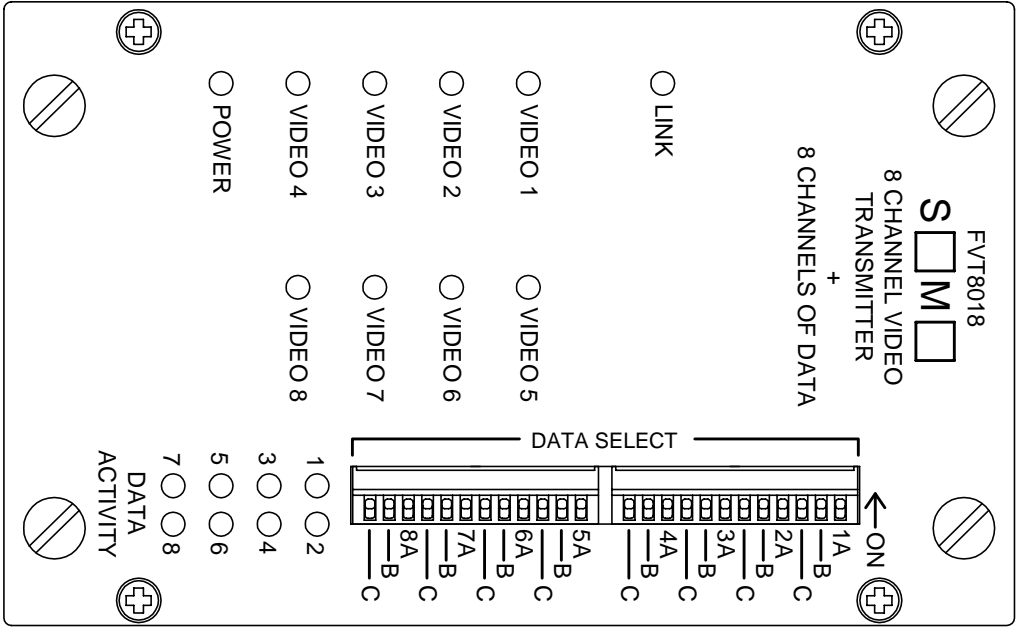 FVT8018
S M
8 CHANNEL VIDEO
TRANSMITTER
+
8 CHANNELS OF DATA
LINK
VIDEO 1
VIDEO 5
VIDEO 2
VIDEO 6
VIDEO 3
VIDEO 7
VIDEO 4
VIDEO 8
POWER
DATA SELECT
ON
1A
B
C
2A
B
C
3A
B
C
4A
B
C
5A
B
C
6A
B
C
7A
B
C
8A
B
C
1 2
3 4
5 6
7 8
DATA
ACTIVITY